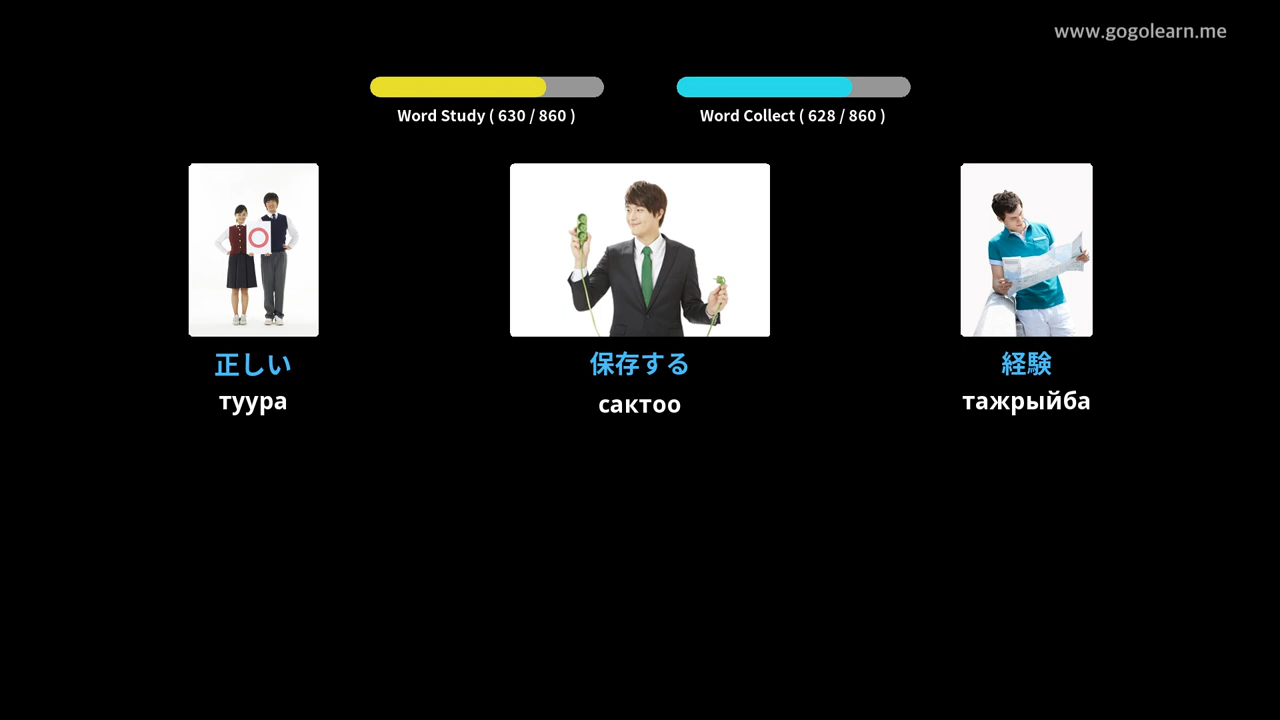 www.gogolearn.me
Word Study ( 630 / 860 )
Word Collect ( 628 / 860 )
正しい
туура
保存する
сактоо
経験
тажрыйба